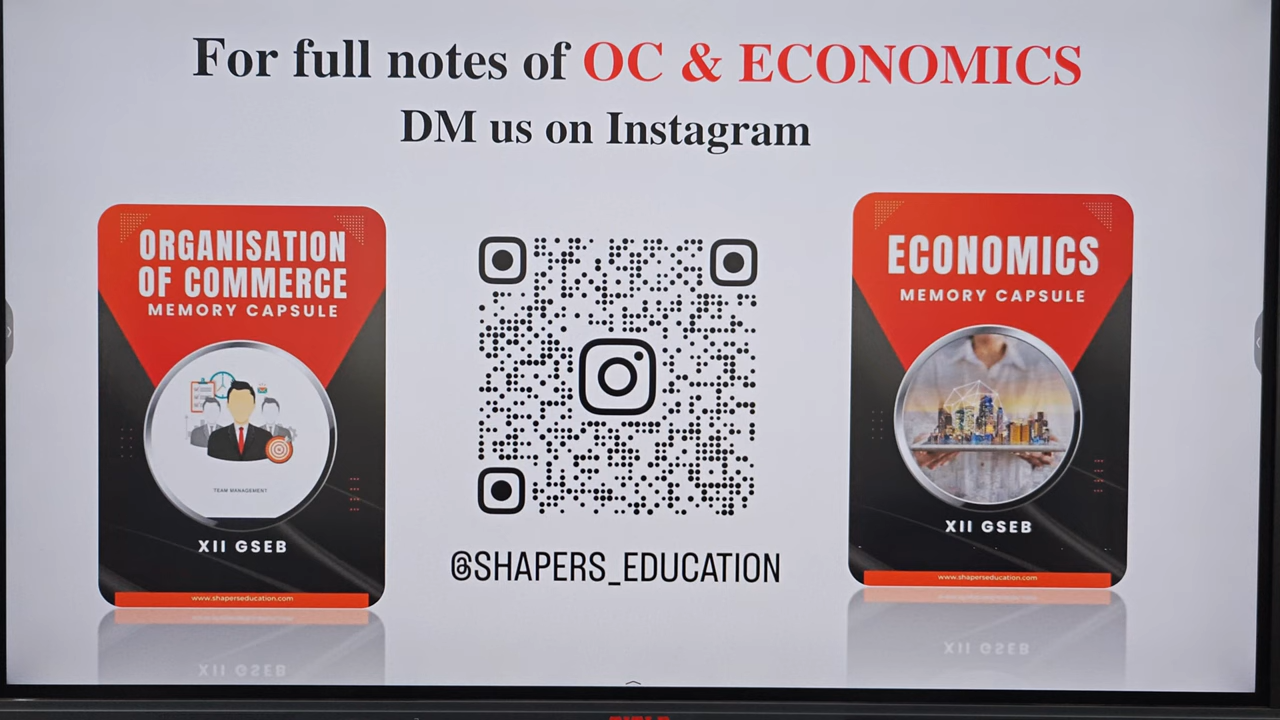 For full notes of OC & ECONOMICS
DM us on Instagram
ORGANISATION
OF COMMERCE
MEMORY CAPSULE
TEAM MANAGEMENT
XII GSEB
www.shaperseducation.com
@SHAPERS_EDUCATION
ECONOMICS
MEMORY CAPSULE
XII GSEB
www.shaperseducation.com